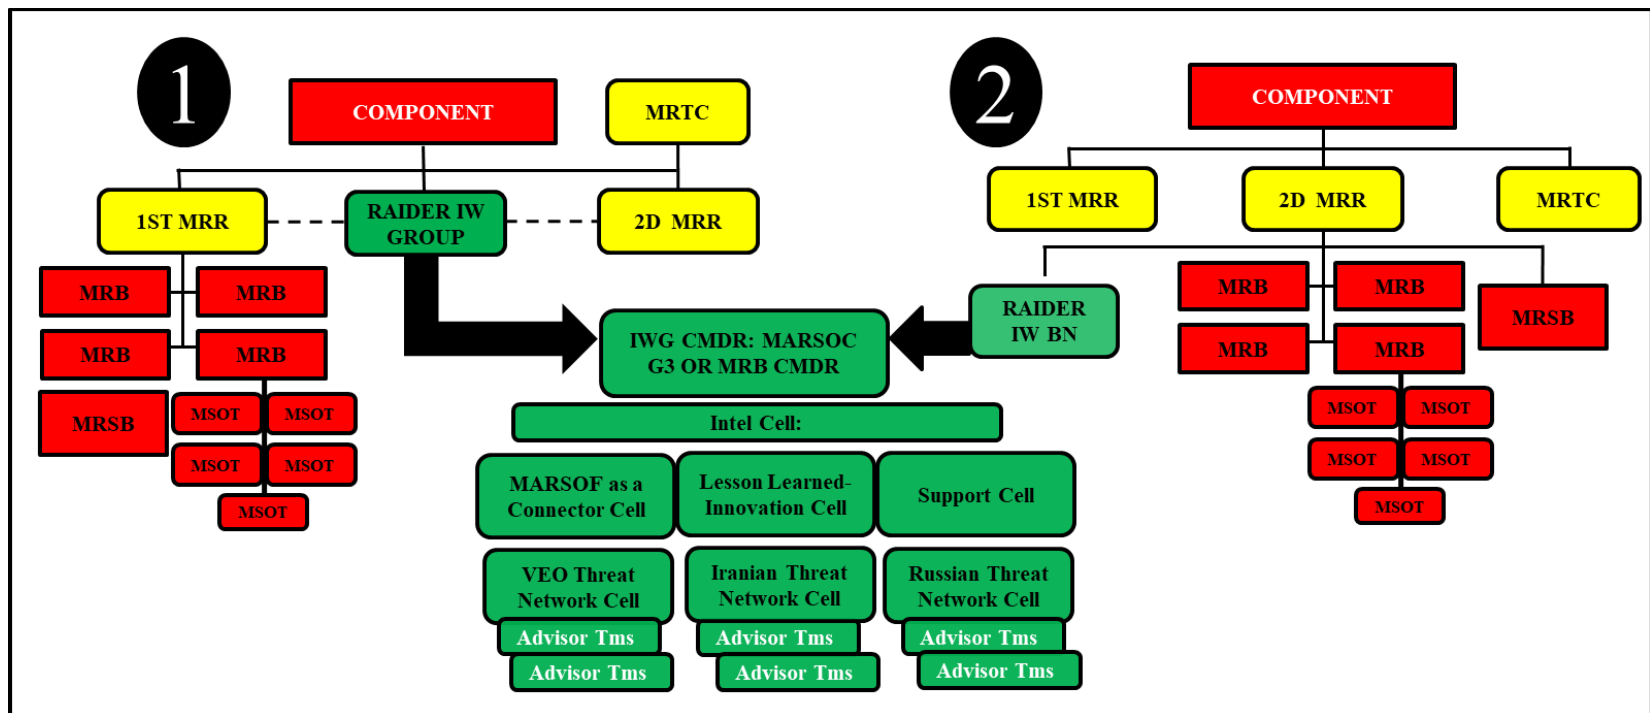 1
COMPONENT
MRTC
1ST MRR
RAIDER IW
GROUP
2D MRR
MRB
MRB
MRB
MRB
MRSB
MSOT
MSOT
MSOT
MSOT
MSOT
2
COMPONENT
1ST MRR
2D MRR
MRTC
RAIDER
IW BN
MRB
MRB
MRB
MRB
MRSB
MSOT
MSOT
MSOT
MSOT
MSOT
IWG CMDR: MARSOC
G3 OR MRB CMDR
Intel Cell:
MARSOF as a
Connector Cell
Lesson Learned-
Innovation Cell
Support Cell
VEO Threat
Network Cell
Advisor Tms
Advisor Tms
Iranian Threat
Network Cell
Advisor Tms
Advisor Tms
Russian Threat
Network Cell
Advisor Tms
Advisor Tms